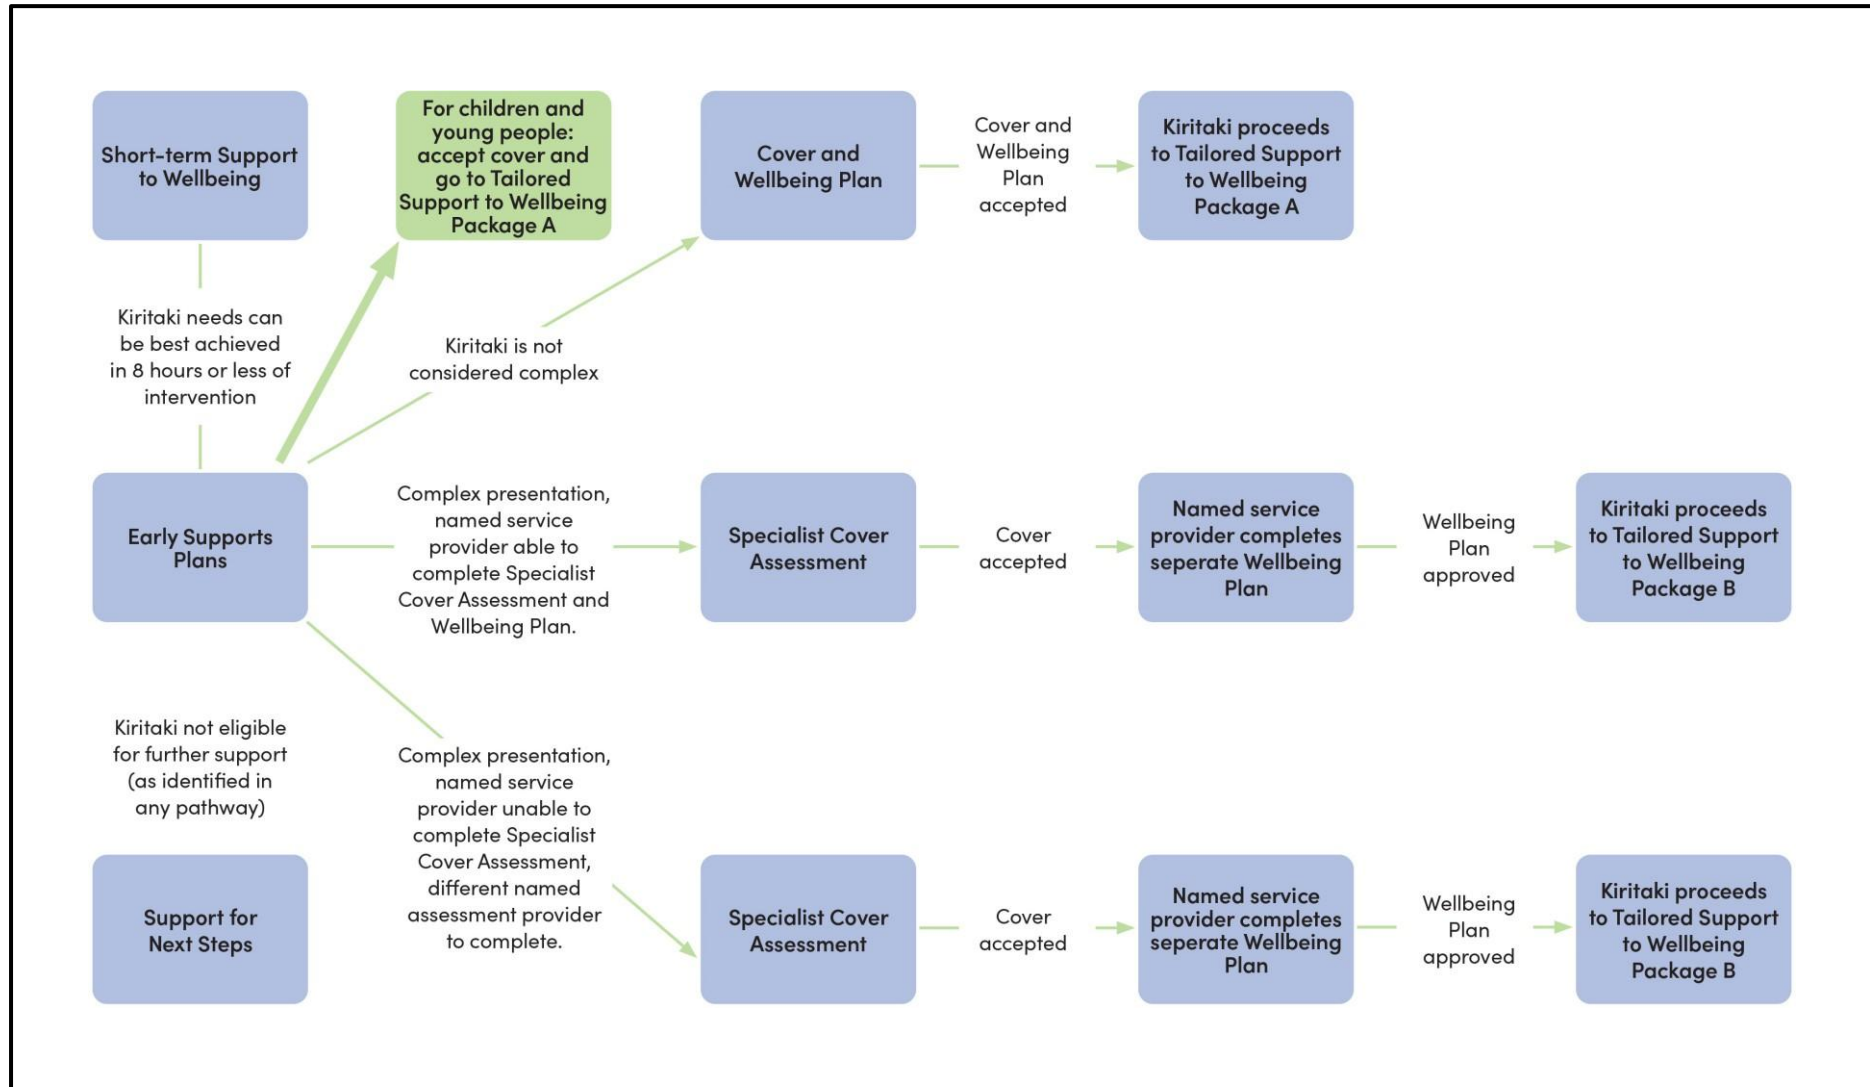 Short-term Support
to Wellbeing
For children and
young people:
accept cover and
go to Tailored
Support to Wellbeing
Package A
Cover and
Wellbeing Plan
Cover and
Wellbeing
Plan
accepted
Kiritaki proceeds
to Tailored Support
to Wellbeing
Package A
Kiritaki needs can
be best achieved
in 8 hours or less of
intervention
Kiritaki is not
considered complex
Early Supports
Plans
Complex presentation,
named service
provider able to
complete Specialist
Cover Assessment and
Wellbeing Plan.
Specialist Cover
Assessment
Cover
accepted
Named service
provider completes
seperate Wellbeing
Plan
Wellbeing
Plan
approved
Kiritaki proceeds
to Tailored Support
to Wellbeing
Package B
Kiritaki not eligible
for further support
(as identified in
any pathway)
Support for
Next Steps
Complex presentation,
named service
provider unable to
complete Specialist
Cover Assessment,
different named
assessment provider
to complete.
Specialist Cover
Assessment
Cover
accepted
Named service
provider completes
seperate Wellbeing
Plan
Wellbeing
Plan
approved
Kiritaki proceeds
to Tailored Support
to Wellbeing
Package B